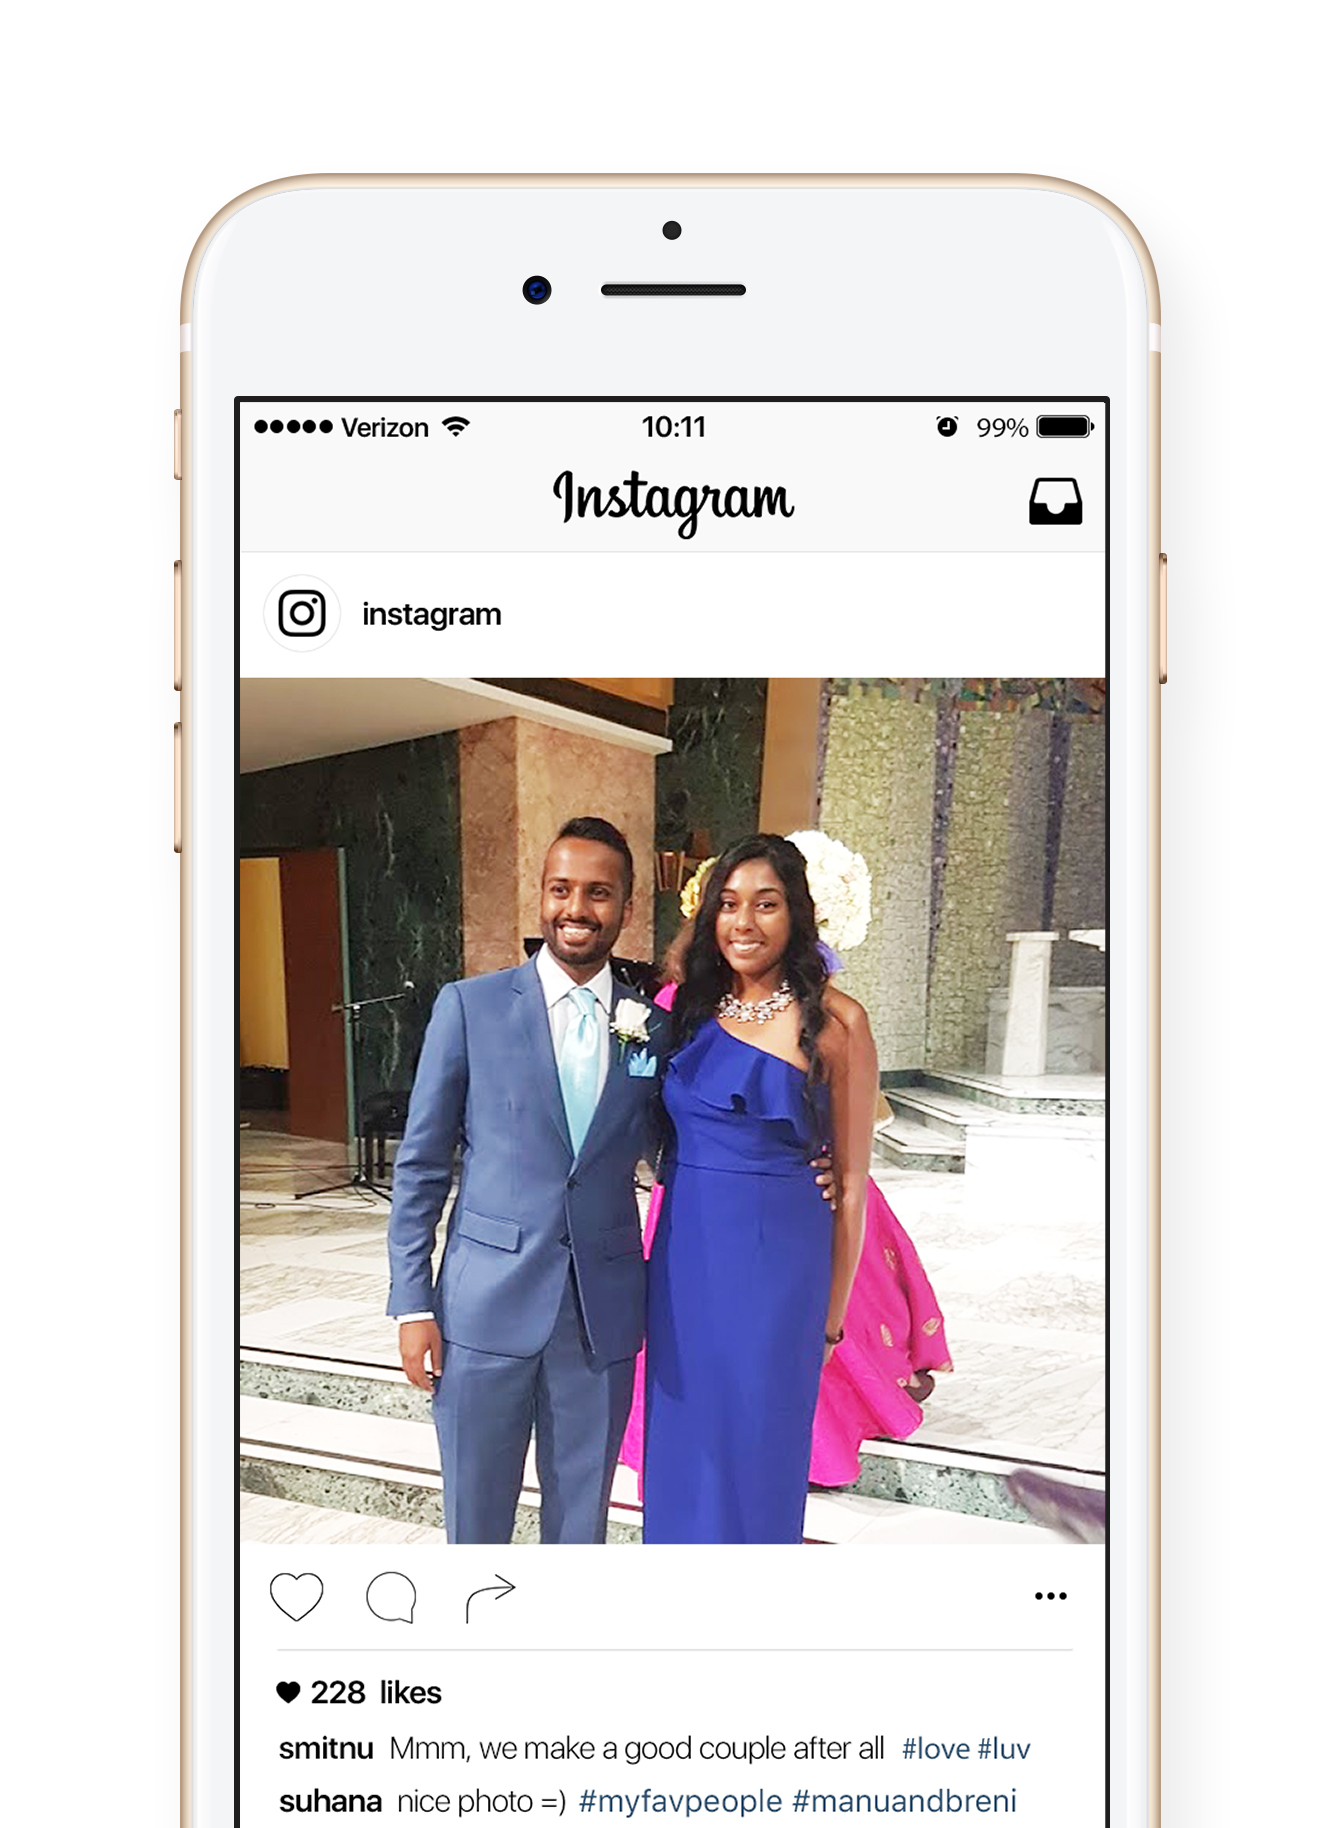 Verizon 10:11 99%
Instagram
instagram
228 likes
smitnu Mmm, we make a good couple after all #love #luv
suhana nice photo =) #myfavpeople #manuandbreni